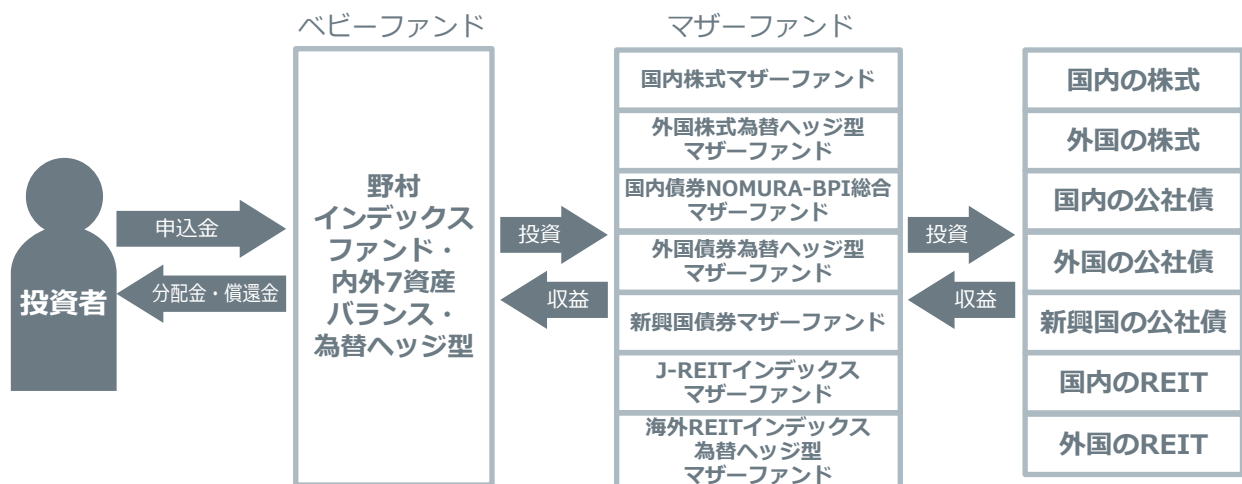 ベビーファンド
マザーファンド
投資者
申込金
分配金・償還金
野村
インデックス
ファンド・
内外7資産
バランス・
為替ヘッジ型
投資
収益
国内株式マザーファンド
外国株式為替ヘッジ型
マザーファンド
国内債券NOMURA-BPI総合
マザーファンド
外国債券為替ヘッジ型
マザーファンド
新興国債券マザーファンド
J-REITインデックス
マザーファンド
海外REITインデックス
為替ヘッジ型
マザーファンド
投資
収益
国内の株式
外国の株式
国内の公社債
外国の公社債
新興国の公社債
国内のREIT
外国のREIT